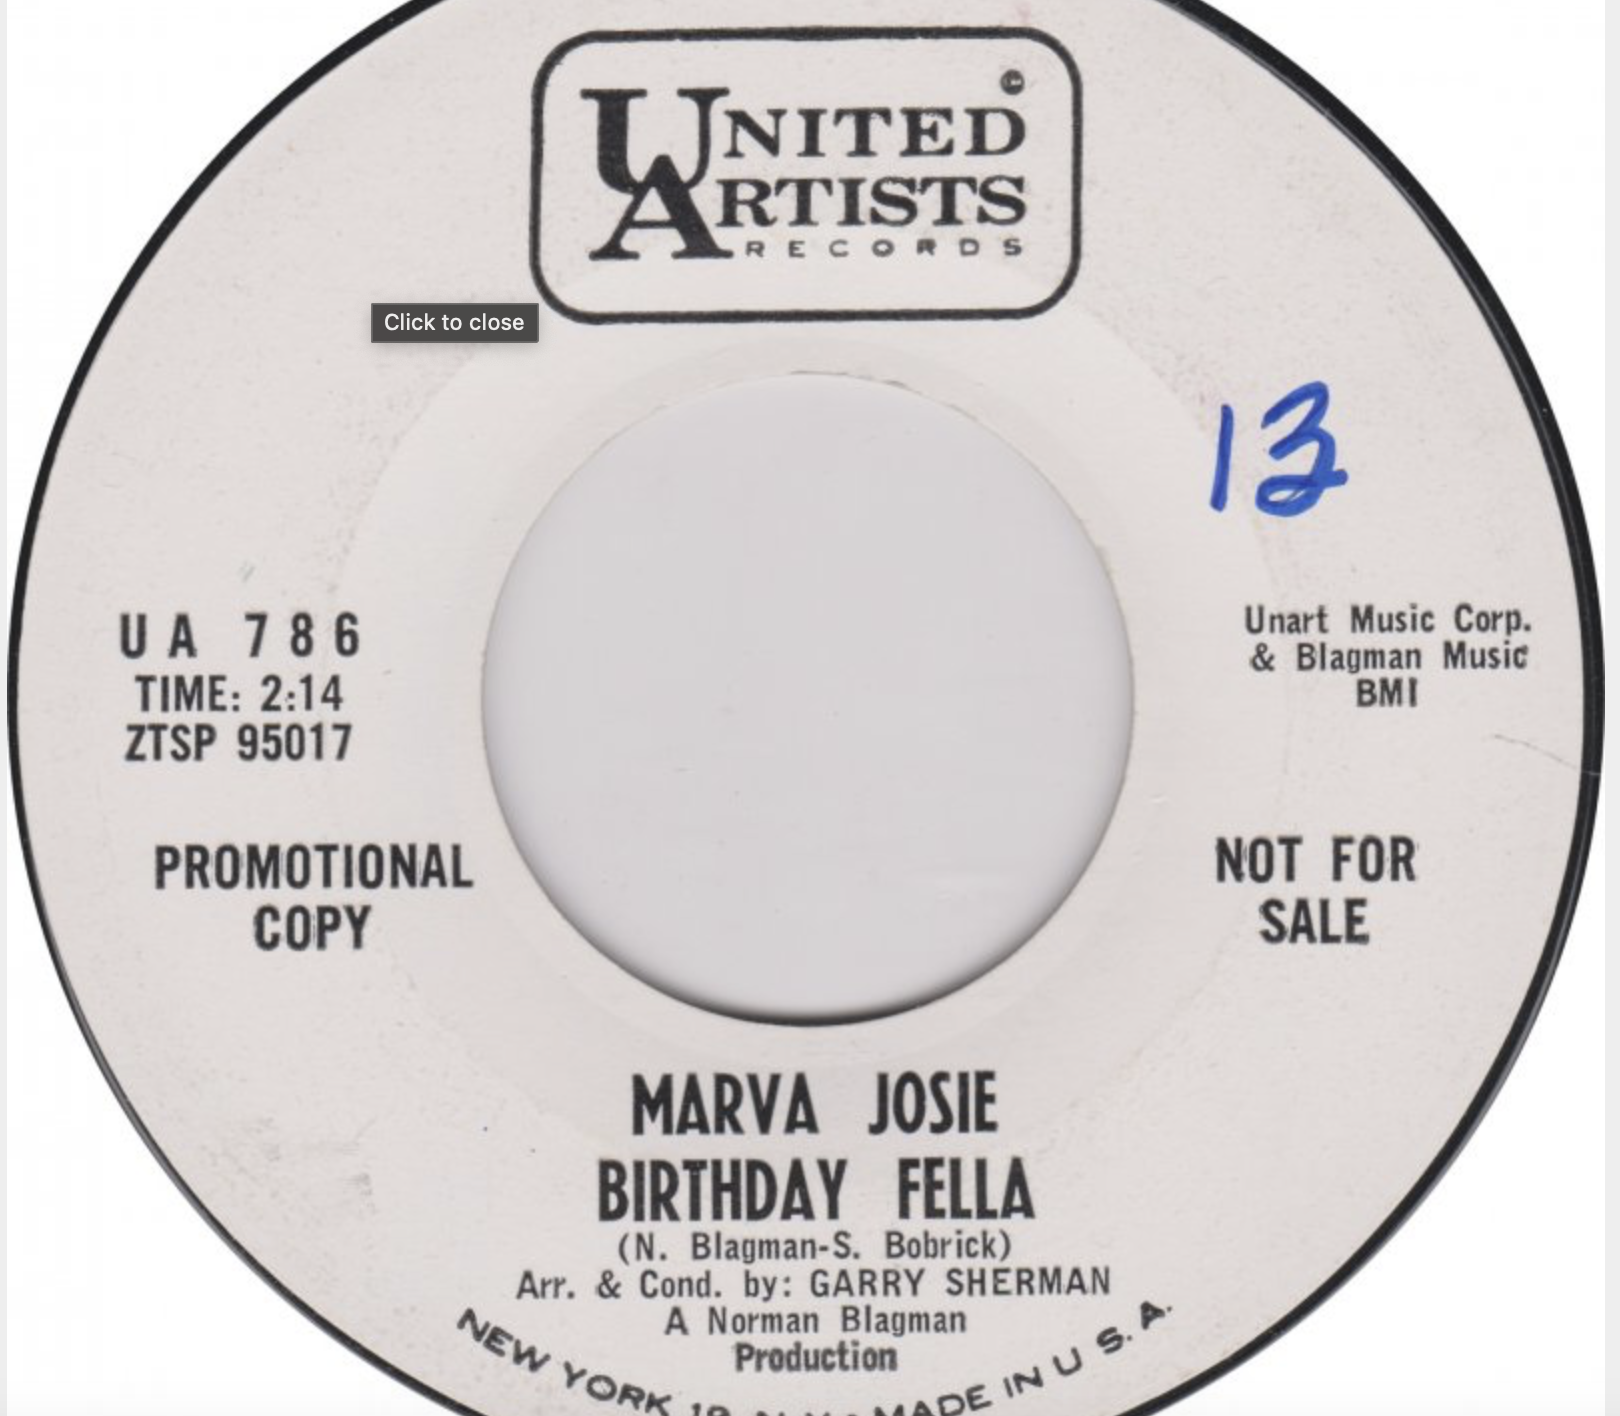 ©
UNITED
ARTISTS
RECORDS
Click to close
13
UA 786
TIME: 2:14
ZTSP 95017
Unart Music Corp.
& Blagman Music
BMI
PROMOTIONAL
COPY
NOT FOR
SALE
MARVA JOSIE
BIRTHDAY FELLA
(N. Blagman-S. Bobrick)
Arr. & Cond. by: GARRY SHERMAN
A Norman Blagman
Production
NEW YORK 19, N.Y. MADE IN U. S. A.